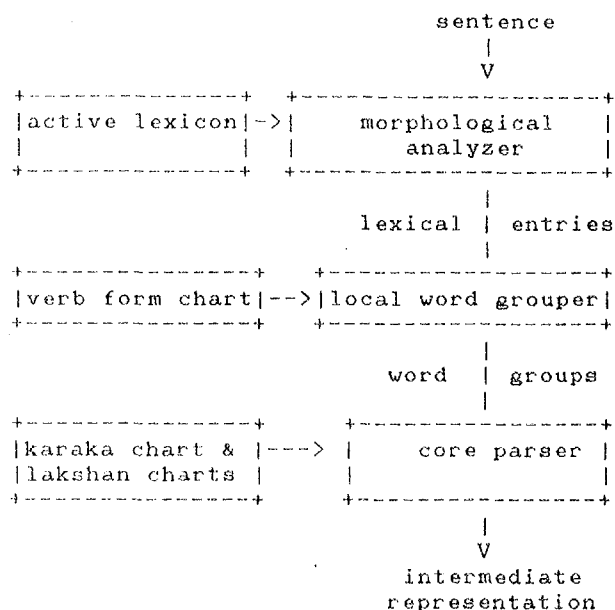 sentence
active lexicon
morphological
analyzer
lexical entries
verb form chart
local word grouper
word groups
karaka chart &
lakshan charts
core parser
intermediate
representation